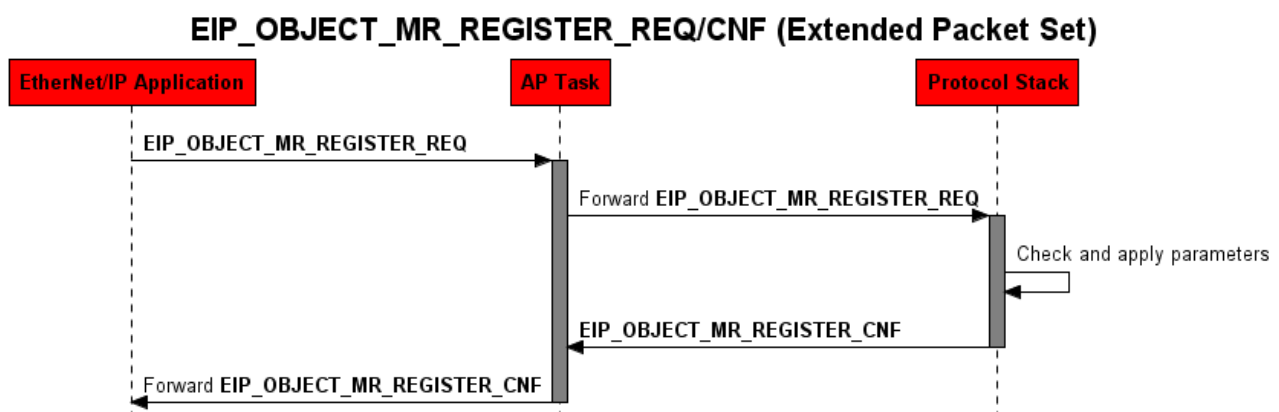 EIP_OBJECT_MR_REGISTER_REQ/CNF (Extended Packet Set)
EtherNet/IP Application
AP Task
Protocol Stack
EIP_OBJECT_MR_REGISTER_REQ
Forward EIP_OBJECT_MR_REGISTER_REQ
Check and apply parameters
EIP_OBJECT_MR_REGISTER_CNF
Forward EIP_OBJECT_MR_REGISTER_CNF